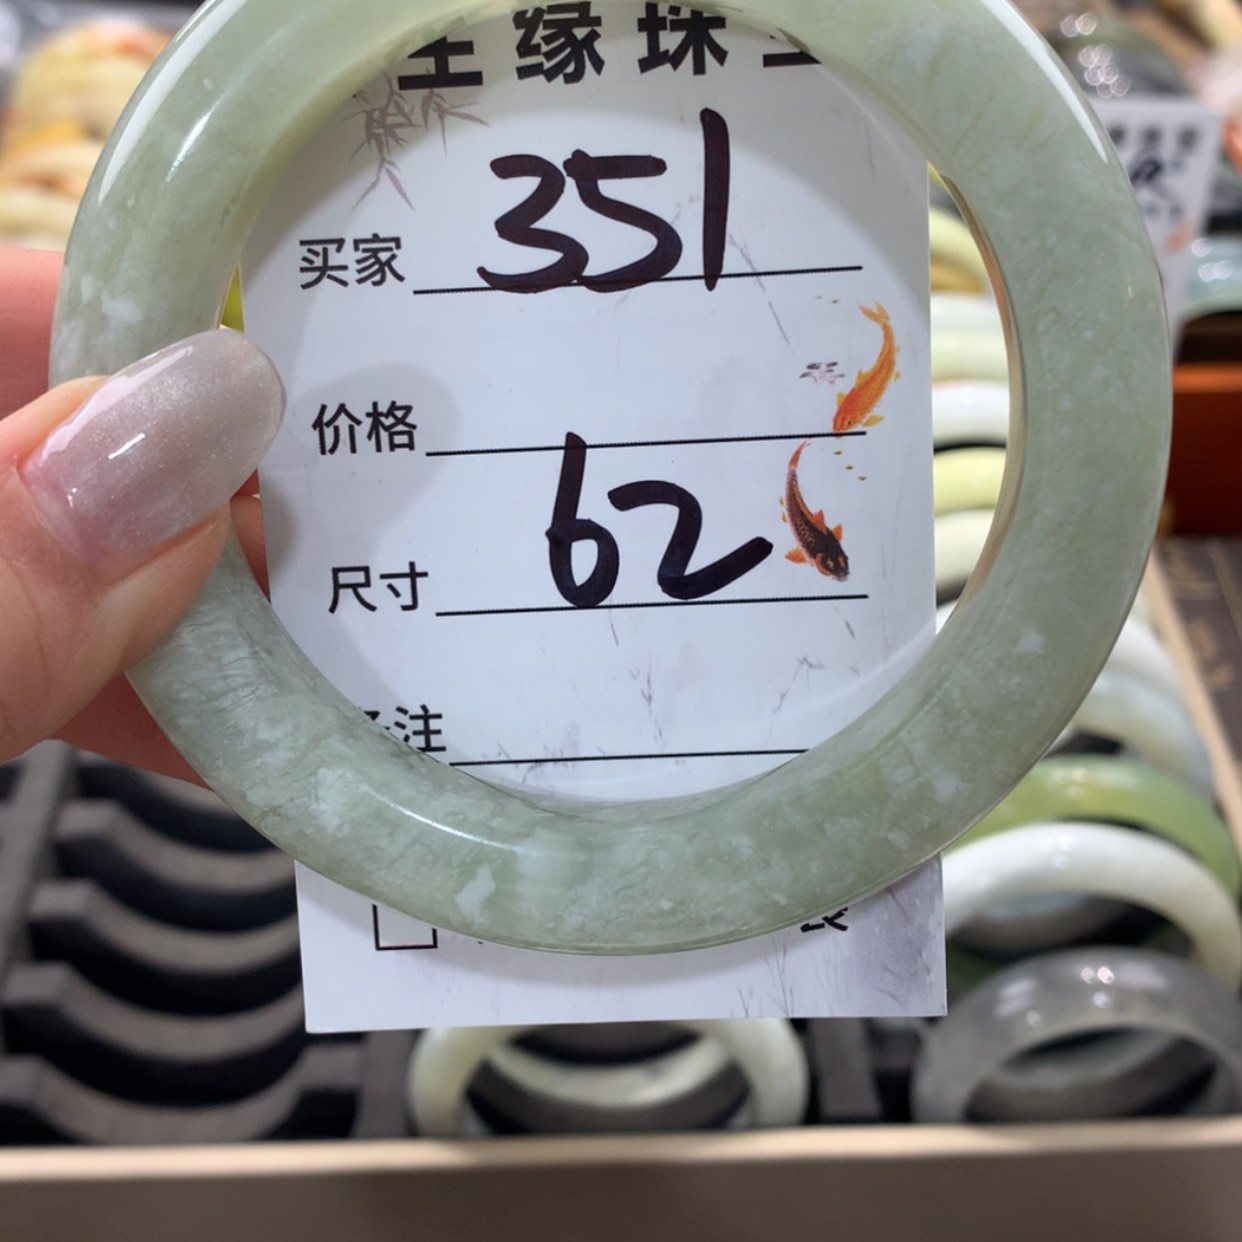 缘珠
买家 351
价格
尺寸 62
注